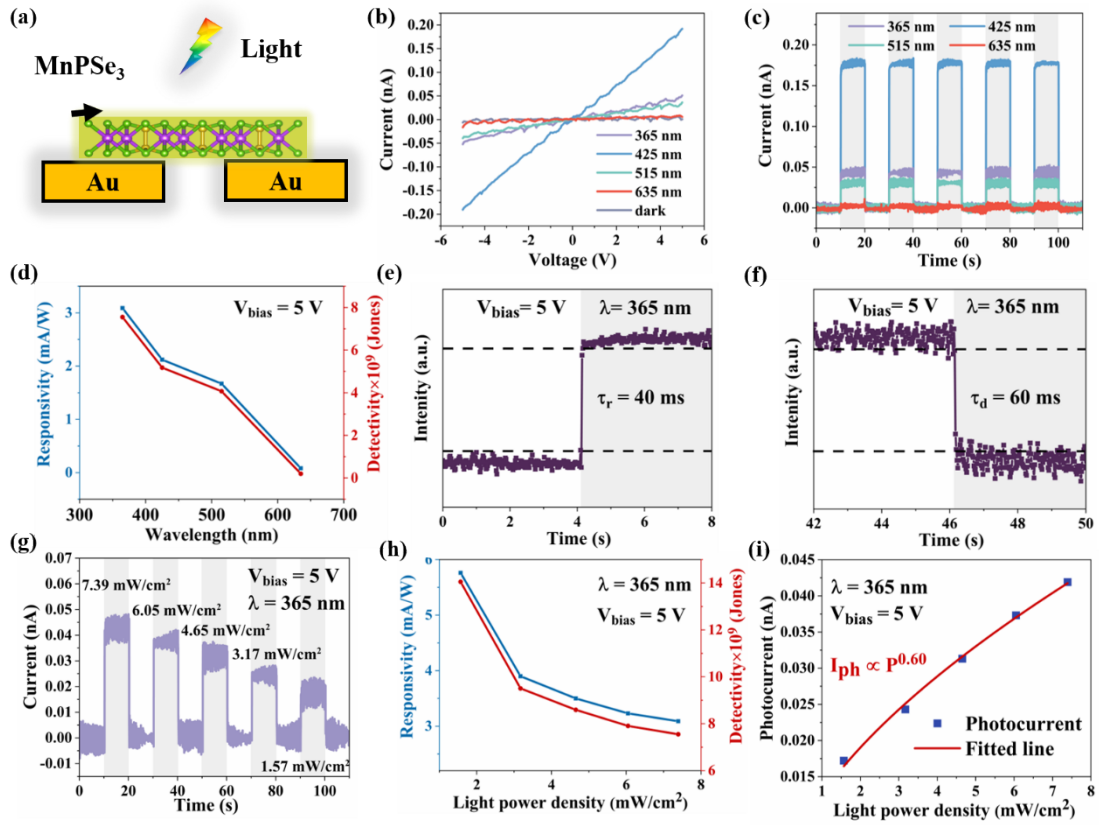 (a)
Light
MnPSe3
Au
Au
(b)
Current (nA)
0.20
0.15
0.10
0.05
0.00
-0.05
-0.10
-0.15
-0.20
365 nm
425 nm
515 nm
635 nm
dark
-6 -4 -2 0 2 4 6
Voltage (V)
(c)
365 nm 425 nm
515 nm 635 nm
Current (nA)
0.20
0.15
0.10
0.05
0.00
0 20 40 60 80 100
Time (s)
(d)
Vbias = 5 V
Responsivity (mA/W)
3
2
1
0
Detectivity×10⁹ (Jones)
8
6
4
2
0
300 400 500 600 700
Wavelength (nm)
(e)
Vbias= 5 V λ= 365 nm
τr = 40 ms
Intenity (a.u.)
0 2 4 6 8
Time (s)
(f)
Vbias = 5 V λ= 365 nm
τd = 60 ms
Intenity (a.u.)
42 44 46 48 50
Time (s)
(g)
Current (nA)
0.07
0.06
0.05
0.04
0.03
0.02
0.01
0.00
-0.01
Vbias = 5 V
λ = 365 nm
7.39 mW/cm²
6.05 mW/cm²
4.65 mW/cm²
3.17 mW/cm²
1.57 mW/cm²
0 20 40 60 80 100
Time (s)
(h)
λ = 365 nm
Vbias = 5 V
Responsivity (mA/W)
6
5
4
3
Detectivity×10⁹ (Jones)
14
12
10
8
6
2 4 6 8
Light power density (mW/cm²)
(i)
λ = 365 nm
Vbias = 5 V
Iph ∝ P^0.60
Photocurrent
Fitted line
Photocurrent (nA)
0.045
0.040
0.035
0.030
0.025
0.020
0.015
1 2 3 4 5 6 7 8
Light power density (mW/cm²)